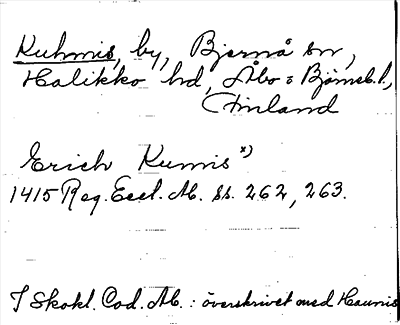 Kuhmis, by, Bjernå sn,
Halikko hd, Åbo o Björneb. l.,
Finland
Erich Kumis x)
1415 Reg. Eccl. Ab. ss. 262, 263.
I Skokl. Cod. Ab. : överskrivet med Haumis